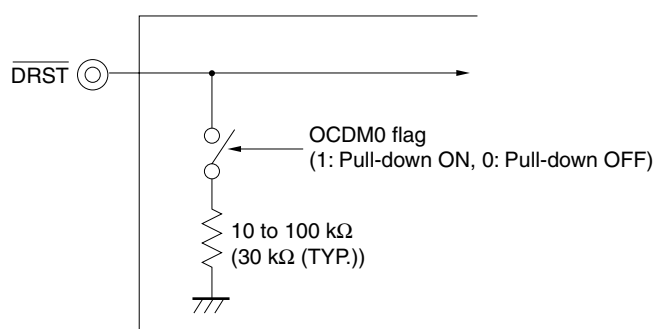 DRST
OCDM0 flag
(1: Pull-down ON, 0: Pull-down OFF)
10 to 100 kΩ
(30 kΩ (TYP.))